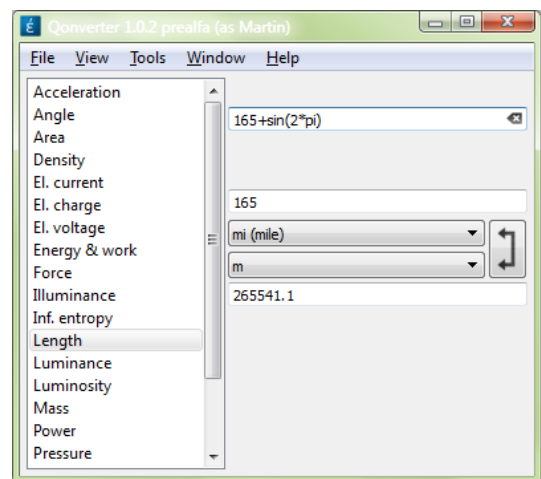 Qonverter 1.0.2 prealfa (as Martin)
File View Tools Window Help
Acceleration
Angle
Area
Density
El. current
El. charge
El. voltage
Energy & work
Force
Illuminance
Inf. entropy
Length
Luminance
Luminosity
Mass
Power
Pressure
165+sin(2*pi)
165
mi (mile)
m
265541.1